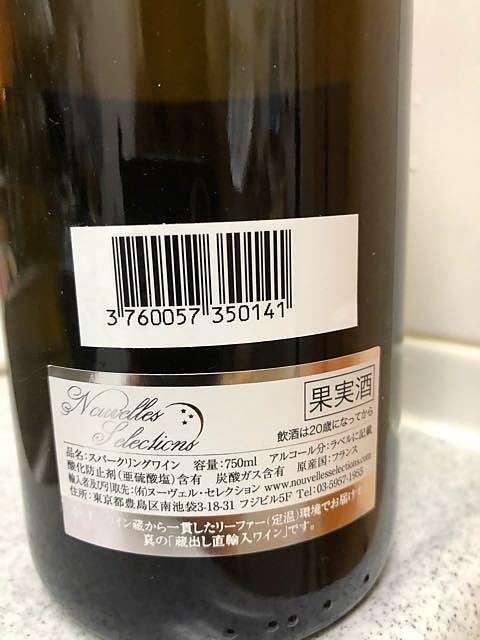 3 760057 350141
Nouvelles
Selections
果実酒
飲酒は20歳になってから
品名:スパークリングワイン 容量:750ml アルコール分:ラベルに記載
酸化防止剤(亜硫酸塩)含有 炭酸ガス含有 原産国:フランス
輸入者及び引取先:(有)ヌーヴェル・セレクション www.nouvellesselections.com
住所:東京都豊島区南池袋3-18-31 フジビル5F Tel:03-5957-1955
ワイン蔵から一貫したリーファー(定温)環境でお届け
真の「蔵出し直輸入ワイン」です。